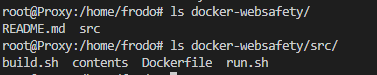 root@Proxy:/home/frodo# ls docker-websafety/
README.md  src
root@Proxy:/home/frodo# ls docker-websafety/src/
build.sh  contents  Dockerfile  run.sh